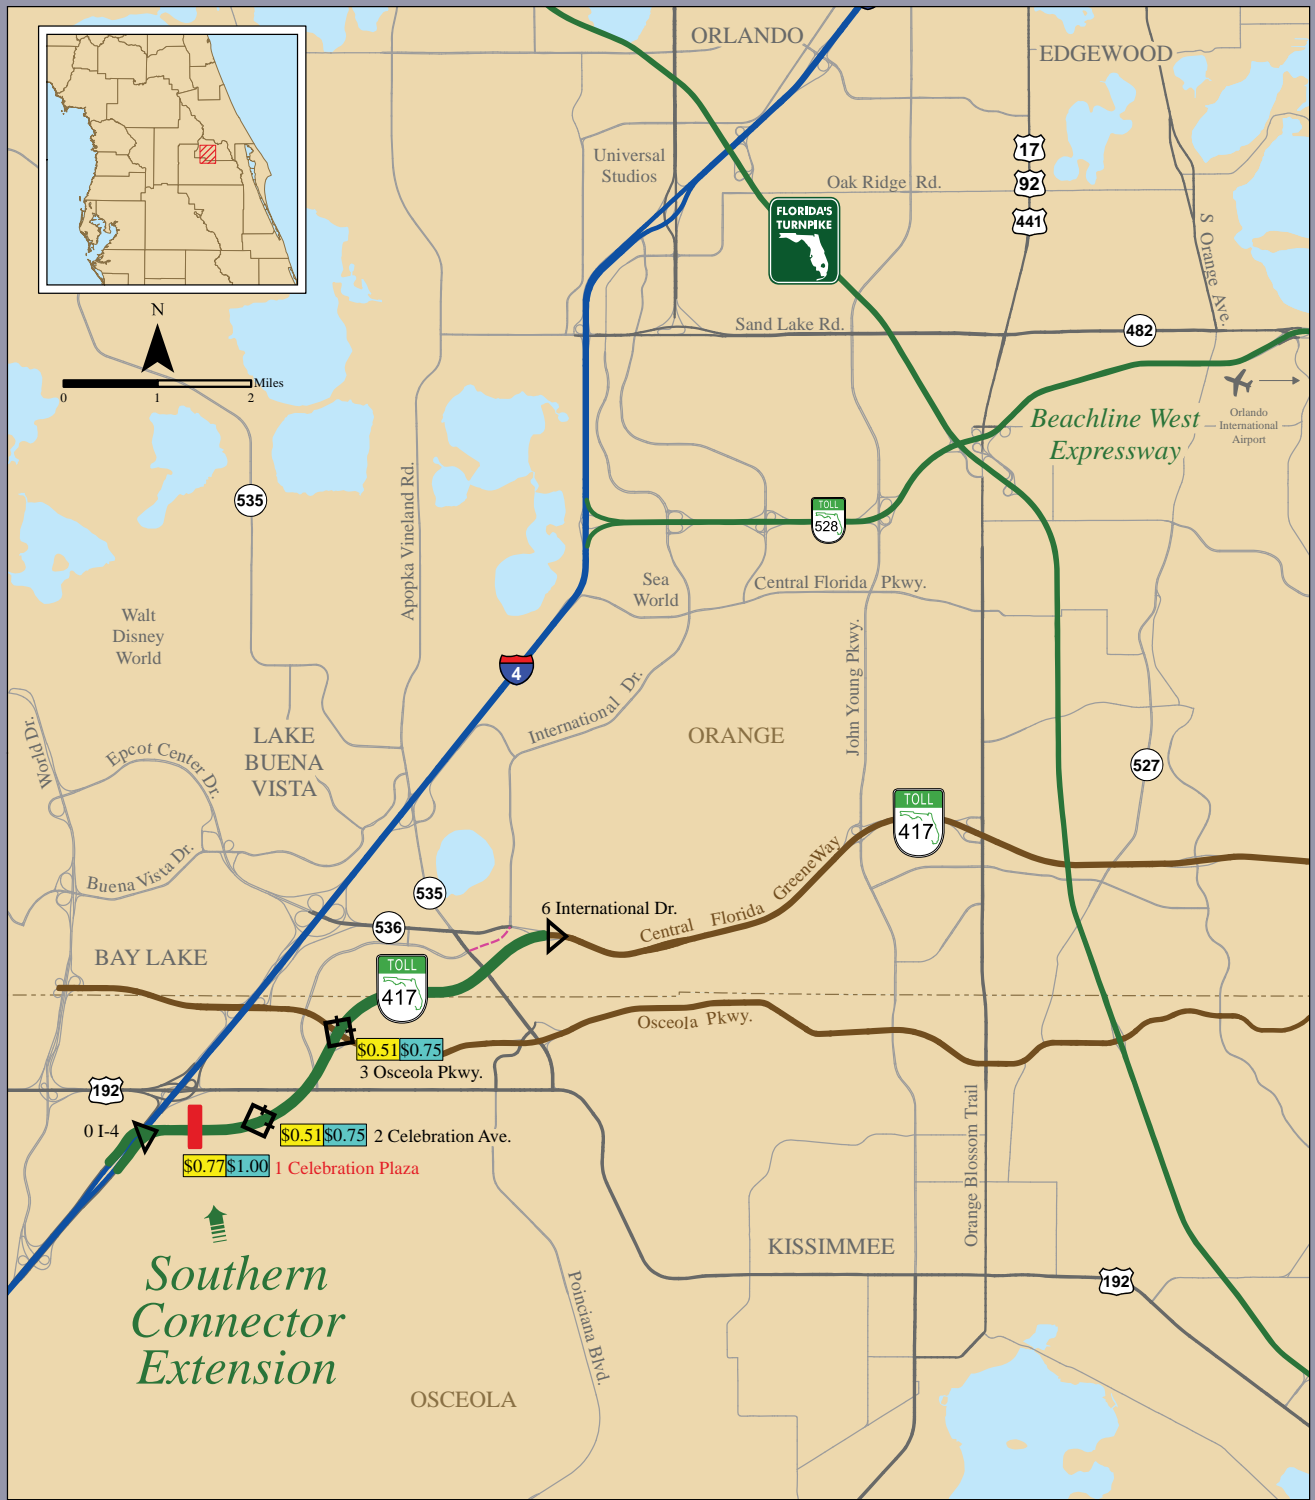 ORLANDO
EDGEWOOD
17
92
441
Universal
Studios
Oak Ridge Rd.
FLORIDA'S
TURNPIKE
S Orange Ave.
N
Miles
0 1 2
Sand Lake Rd.
482
Beachline West
Expressway
Orlando
International
Airport
535
Apopka Vineland Rd.
TOLL
528
Sea
World
Central Florida Pkwy.
Walt
Disney
World
4
International Dr.
John Young Pkwy.
ORANGE
World Dr.
Epcot Center Dr.
LAKE
BUENA
VISTA
527
TOLL
417
Buena Vista Dr.
535
536
6 International Dr.
Central Florida GreeneWay
BAY LAKE
TOLL
417
Osceola Pkwy.
$0.51 $0.75
3 Osceola Pkwy.
192
0 I-4
$0.51 $0.75 2 Celebration Ave.
$0.77 $1.00 1 Celebration Plaza
Orange Blossom Trail
Southern
Connector
Extension
KISSIMMEE
192
Poinciana Blvd.
OSCEOLA